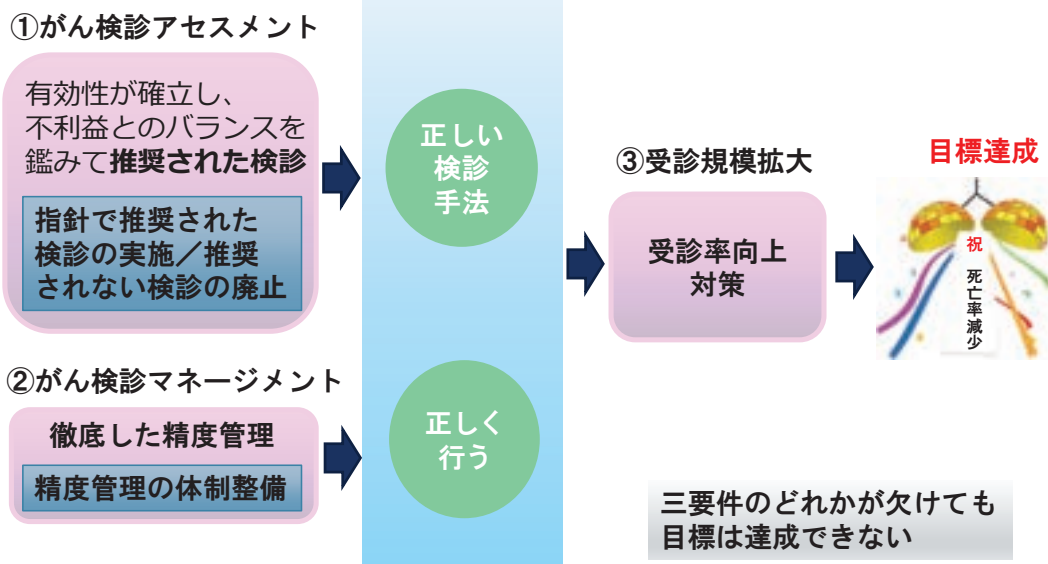 ①がん検診アセスメント
有効性が確立し、
不利益とのバランスを
鑑みて推奨された検診
指針で推奨された
検診の実施／推奨
されない検診の廃止
②がん検診マネージメント
徹底した精度管理
精度管理の体制整備
正しい
検診
手法
正しく
行う
③受診規模拡大
受診率向上
対策
目標達成
祝
死亡率減少
三要件のどれかが欠けても
目標は達成できない